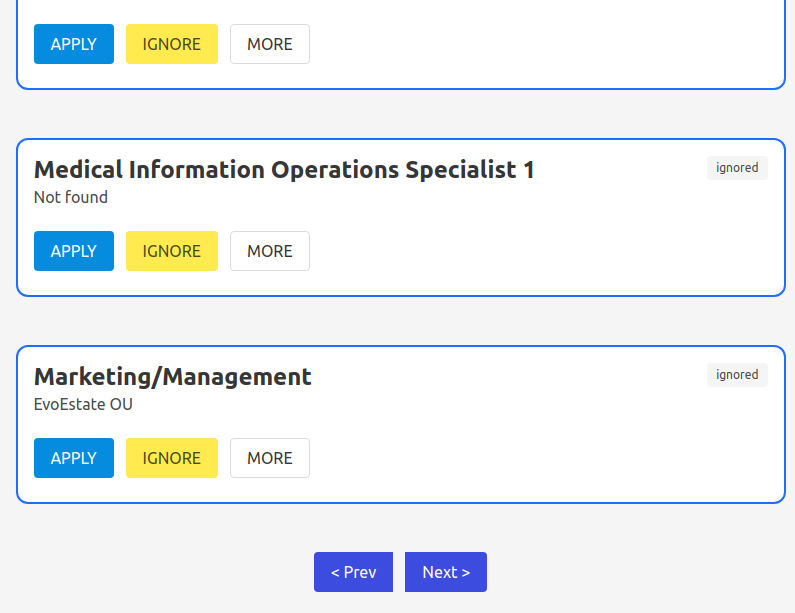 APPLY IGNORE MORE
Medical Information Operations Specialist 1 ignored
Not found
APPLY IGNORE MORE
Marketing/Management ignored
EvoEstate OU
APPLY IGNORE MORE
< Prev Next >